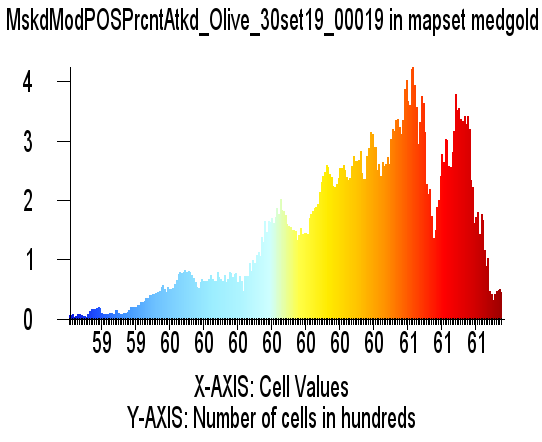 MskdModPOSPrcntAtkd_Olive_30set19_00019 in mapset medgold
4
3
2
1
0
59 59 60 60 60 60 60 60 60 61 61 61
X-AXIS: Cell Values
Y-AXIS: Number of cells in hundreds